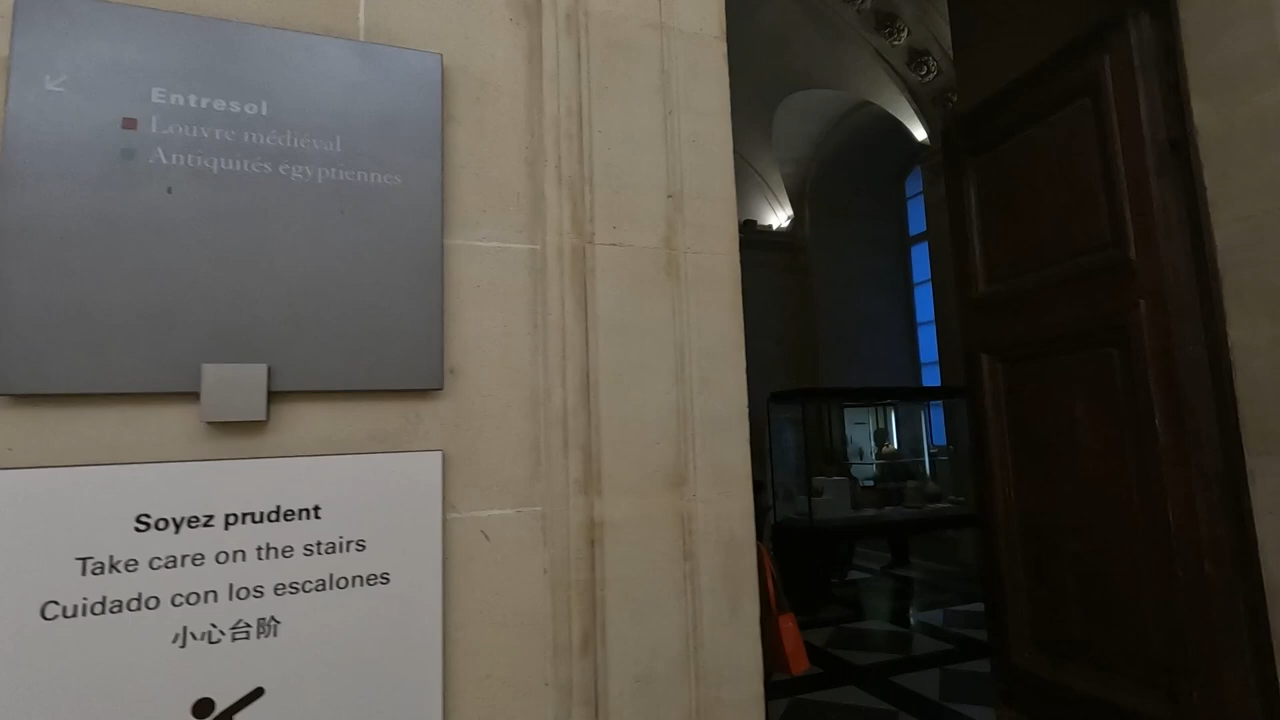 Entresol
Louvre médiéval
Antiquités égyptiennes
Soyez prudent
Take care on the stairs
Cuidado con los escalones
小心台阶